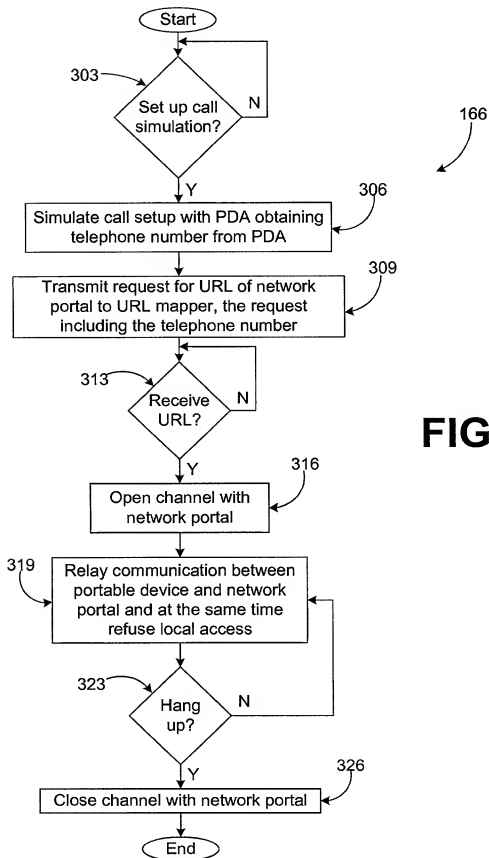 Start
303
Set up call
simulation?
N
166
Y
306
Simulate call setup with PDA obtaining
telephone number from PDA
309
Transmit request for URL of network
portal to URL mapper, the request
including the telephone number
313
Receive
URL?
N
FIG
Y
316
Open channel with
network portal
319
Relay communication between
portable device and network
portal and at the same time
refuse local access
323
Hang
up?
N
Y
326
Close channel with network portal
End